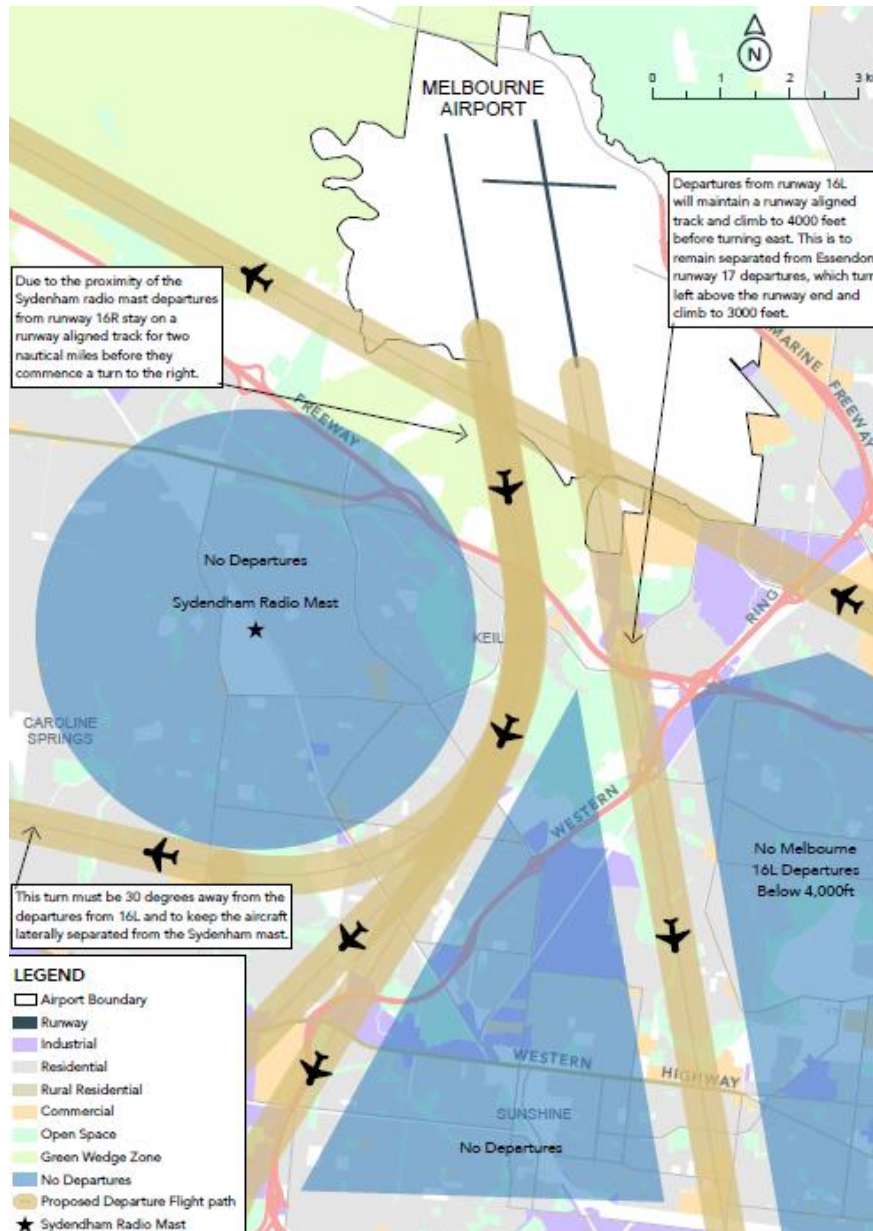 MELBOURNE
AIRPORT
N
0 1 2 3 k
Departures from runway 16L
will maintain a runway aligned
track and climb to 4000 feet
before turning east. This is to
remain separated from Essendon
runway 17 departures, which turn
left above the runway end and
climb to 3000 feet.
Due to the proximity of the
Sydenham radio mast departures
from runway 16R stay on a
runway aligned track for two
nautical miles before they
commence a turn to the right.
FREEWAY
MARINE FREEWAY
No Departures
Sydendham Radio Mast
KEIL
RING
CAROLINE
SPRINGS
WESTERN
No Melbourne
16L Departures
Below 4,000ft
This turn must be 30 degrees away from the
departures from 16L and to keep the aircraft
laterally separated from the Sydenham mast.
WESTERN HIGHWAY
SUNSHINE
No Departures
LEGEND
Airport Boundary
Runway
Industrial
Residential
Rural Residential
Commercial
Open Space
Green Wedge Zone
No Departures
Proposed Departure Flight path
Sydendham Radio Mast